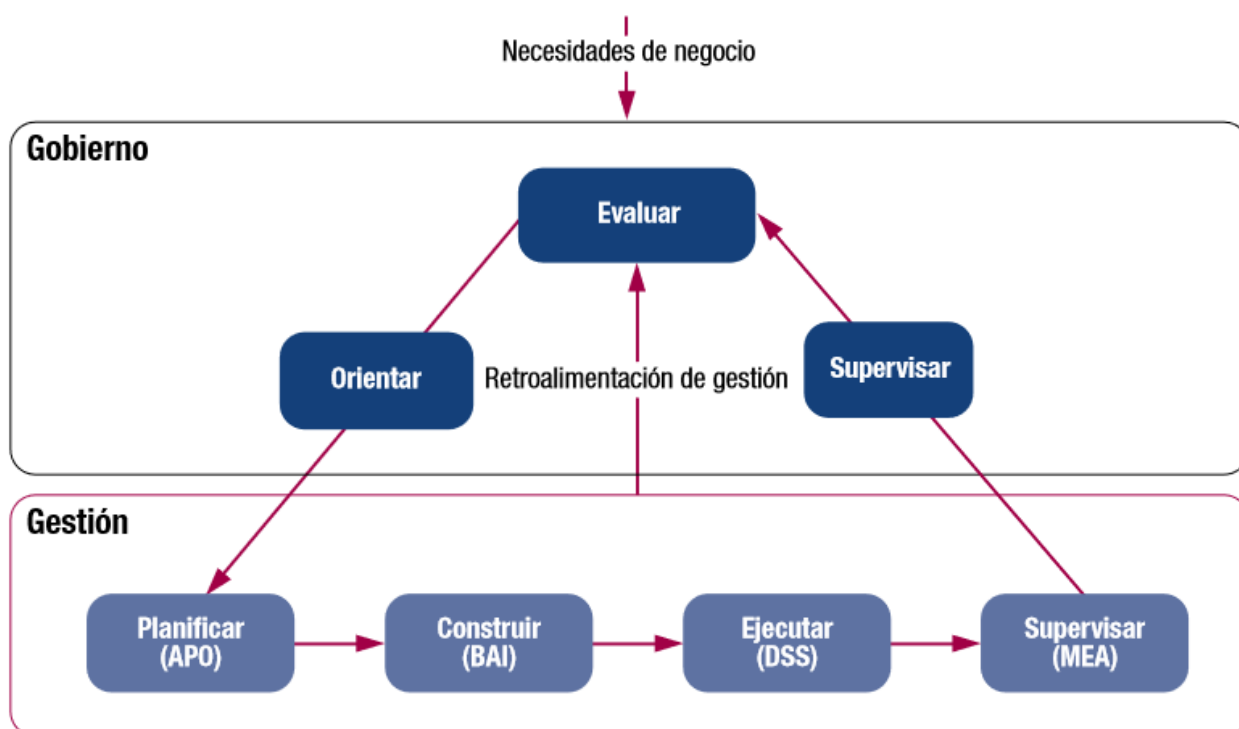 Necesidades de negocio
Gobierno
Evaluar
Orientar
Retroalimentación de gestión
Supervisar
Gestión
Planificar
(APO)
Construir
(BAI)
Ejecutar
(DSS)
Supervisar
(MEA)